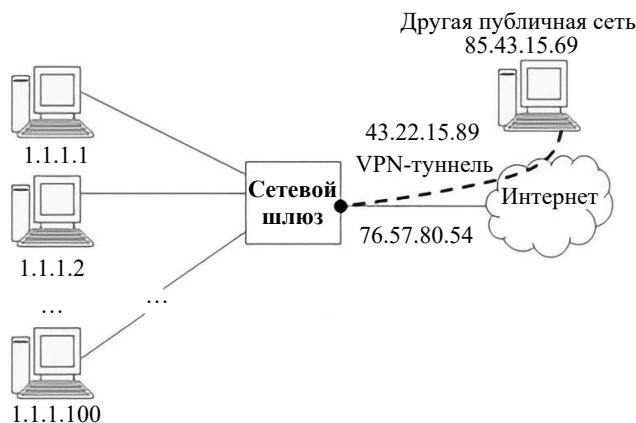 Другая публичная сеть
85.43.15.69
43.22.15.89
VPN-туннель
1.1.1.1
Сетевой
шлюз
Интернет
76.57.80.54
1.1.1.2
…
…
1.1.1.100